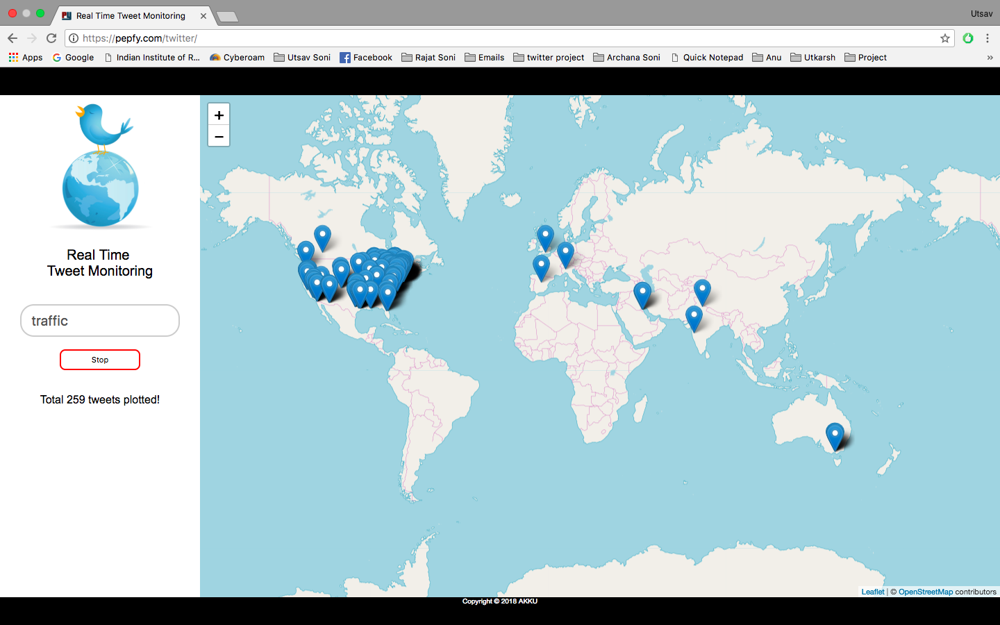 Real Time Tweet Monitoring
Utsav
https://pepfy.com/twitter/
Apps
Google
Indian Institute of R...
Cyberoam
Utsav Soni
Facebook
Rajat Soni
Emails
twitter project
Archana Soni
Quick Notepad
Anu
Utkarsh
Project
»
+
−
Real Time
Tweet Monitoring
traffic
Stop
Total 259 tweets plotted!
Leaflet | © OpenStreetMap contributors
Copyright © 2018 AKKU